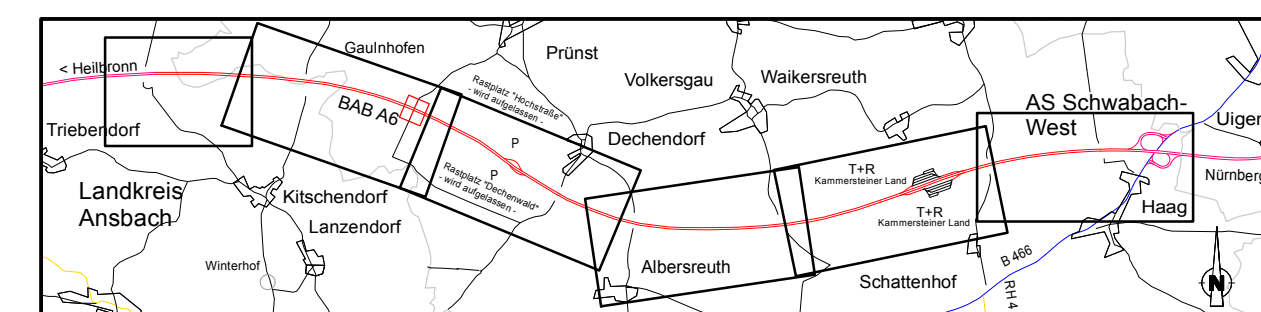 Gaulnhofen
Prünst
< Heilbronn
Rastplatz "Hochstraße"
- wird aufgelassen -
Volkersgau
Waikersreuth
BAB A6
AS Schwabach-
West
Triebendorf
P
Dechendorf
Uiger
P
Rastplatz "Dechenwald"
- wird aufgelassen -
T+R
Kammersteiner Land
Nürnberg
Landkreis
Ansbach
Kitschendorf
Lanzendorf
T+R
Kammersteiner Land
Haag
Winterhof
Albersreuth
Schattenhof
B 466
RH 4
N